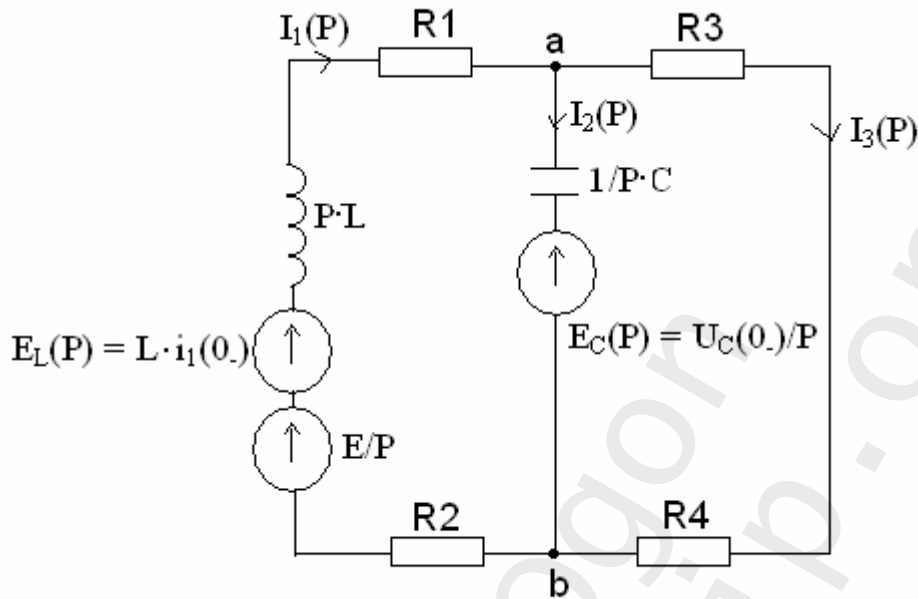 R1
I₁(P)
a
R3
I₂(P)
I₃(P)
1/P·C
P·L
E_L(P) = L·i₁(0₋)
E_C(P) = U_C(0₋)/P
E/P
R2
R4
b